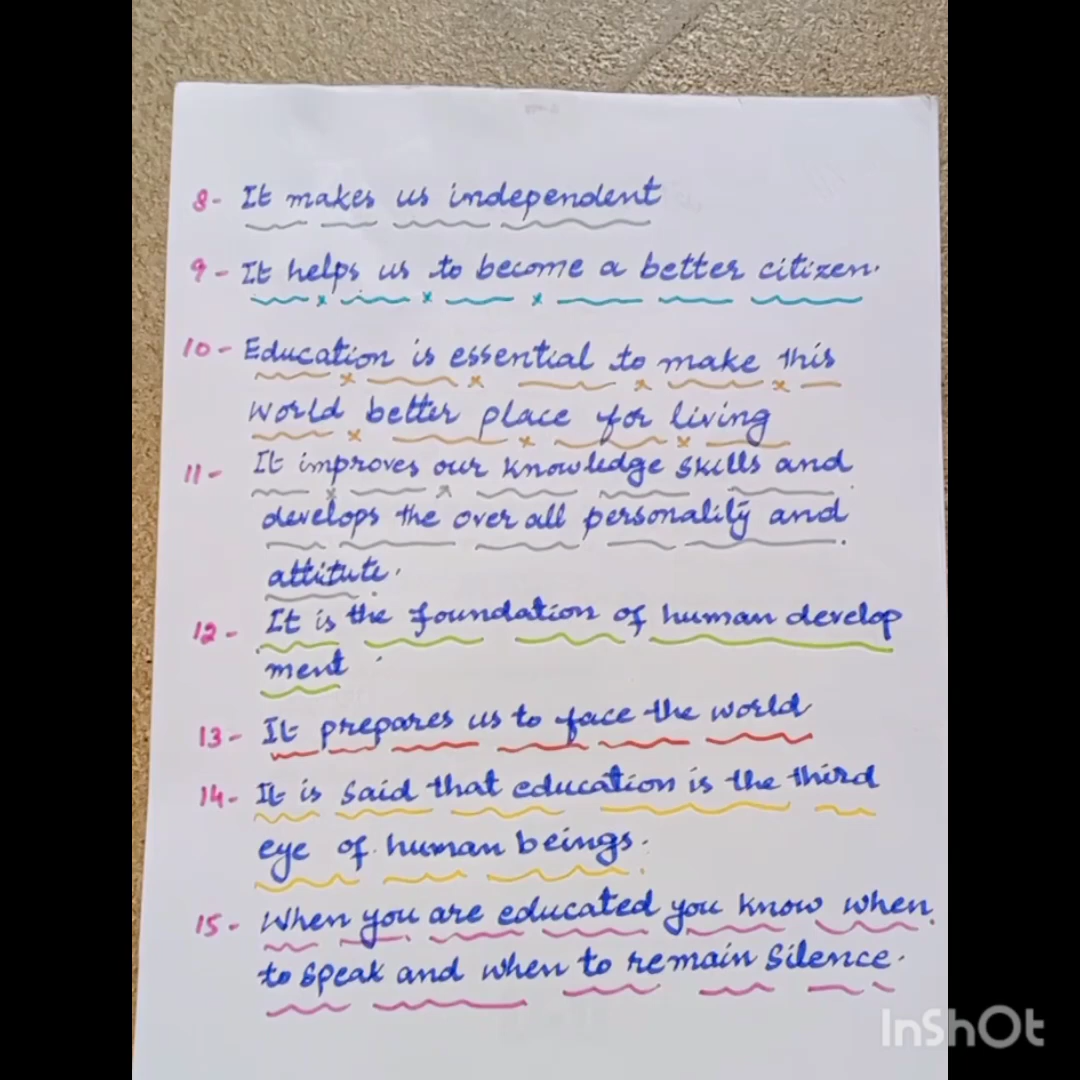 8- It makes us independent
9- It helps us to become a better citizen.
10- Education is essential to make this
world better place for living
11- It improves our knowledge skills and
develops the over all personality and
attitute.
12- It is the foundation of human develop
ment
13- It prepares us to face the world
14- It is said that education is the third
eye of human beings.
15- When you are educated you know when
to speak and when to remain silence.
InShOt